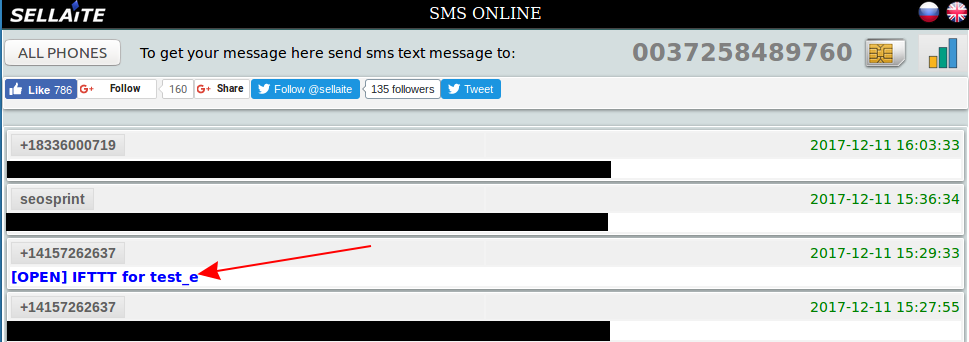 SELLAITE
SMS ONLINE
ALL PHONES
To get your message here send sms text message to:
0037258489760
Like 786
G+ Follow
160
G+ Share
Follow @sellaite
135 followers
Tweet
+18336000719
2017-12-11 16:03:33
seosprint
2017-12-11 15:36:34
+14157262637
2017-12-11 15:29:33
[OPEN] IFTTT for test_e
+14157262637
2017-12-11 15:27:55